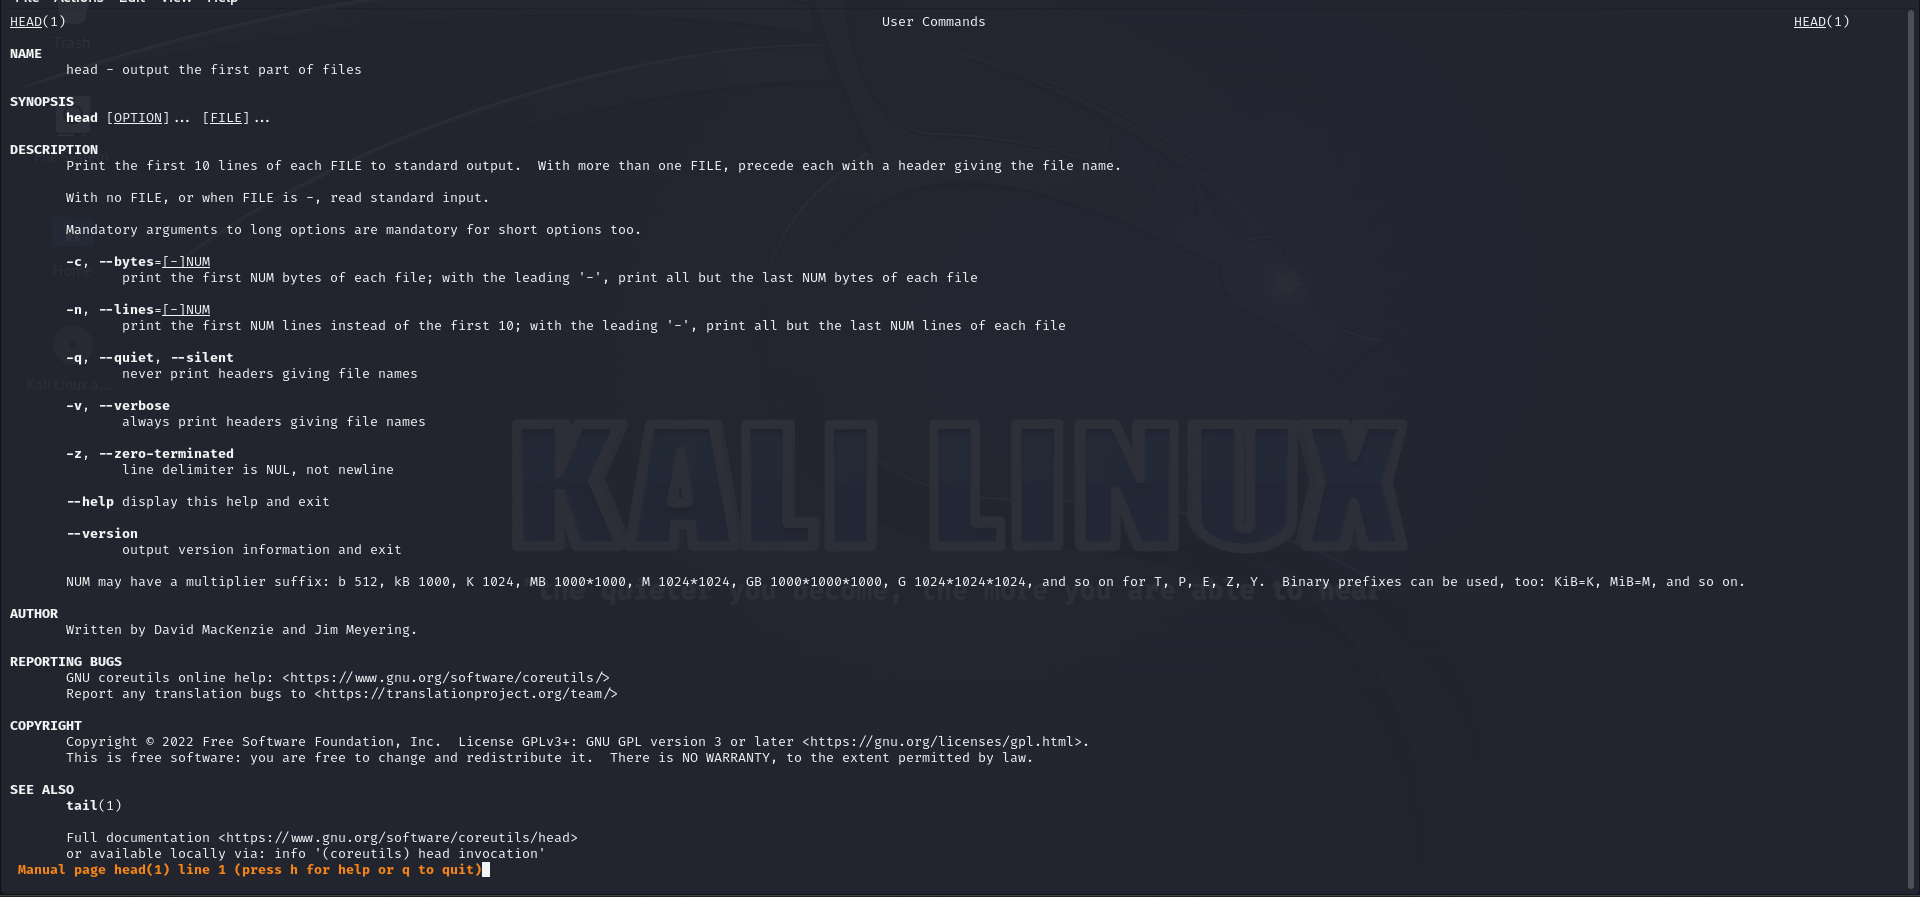 File Actions Edit View Help
HEAD(1) User Commands HEAD(1)
Trash
NAME
head - output the first part of files
SYNOPSIS
head [OPTION]... [FILE]...
DESCRIPTION
Print the first 10 lines of each FILE to standard output.  With more than one FILE, precede each with a header giving the file name.
With no FILE, or when FILE is -, read standard input.
Mandatory arguments to long options are mandatory for short options too.
-c, --bytes=[-]NUM
Home
print the first NUM bytes of each file; with the leading '-', print all but the last NUM bytes of each file
-n, --lines=[-]NUM
print the first NUM lines instead of the first 10; with the leading '-', print all but the last NUM lines of each file
-q, --quiet, --silent
never print headers giving file names
Kali Linux a...
-v, --verbose
always print headers giving file names
-z, --zero-terminated
line delimiter is NUL, not newline
--help display this help and exit
KALI LINUX
--version
output version information and exit
NUM may have a multiplier suffix: b 512, kB 1000, K 1024, MB 1000*1000, M 1024*1024, GB 1000*1000*1000, G 1024*1024*1024, and so on for T, P, E, Z, Y.  Binary prefixes can be used, too: KiB=K, MiB=M, and so on.
the quieter you become, the more you are able to hear
AUTHOR
Written by David MacKenzie and Jim Meyering.
REPORTING BUGS
GNU coreutils online help: <https://www.gnu.org/software/coreutils/>
Report any translation bugs to <https://translationproject.org/team/>
COPYRIGHT
Copyright © 2022 Free Software Foundation, Inc.  License GPLv3+: GNU GPL version 3 or later <https://gnu.org/licenses/gpl.html>.
This is free software: you are free to change and redistribute it.  There is NO WARRANTY, to the extent permitted by law.
SEE ALSO
tail(1)
Full documentation <https://www.gnu.org/software/coreutils/head>
or available locally via: info '(coreutils) head invocation'
Manual page head(1) line 1 (press h for help or q to quit)